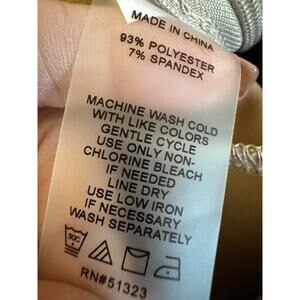 MADE IN CHINA
93% POLYESTER
7% SPANDEX
MACHINE WASH COLD
WITH LIKE COLORS
GENTLE CYCLE
USE ONLY NON-
CHLORINE BLEACH
IF NEEDED
LINE DRY
USE LOW IRON
IF NECESSARY
WASH SEPARATELY
30C
RN#51323